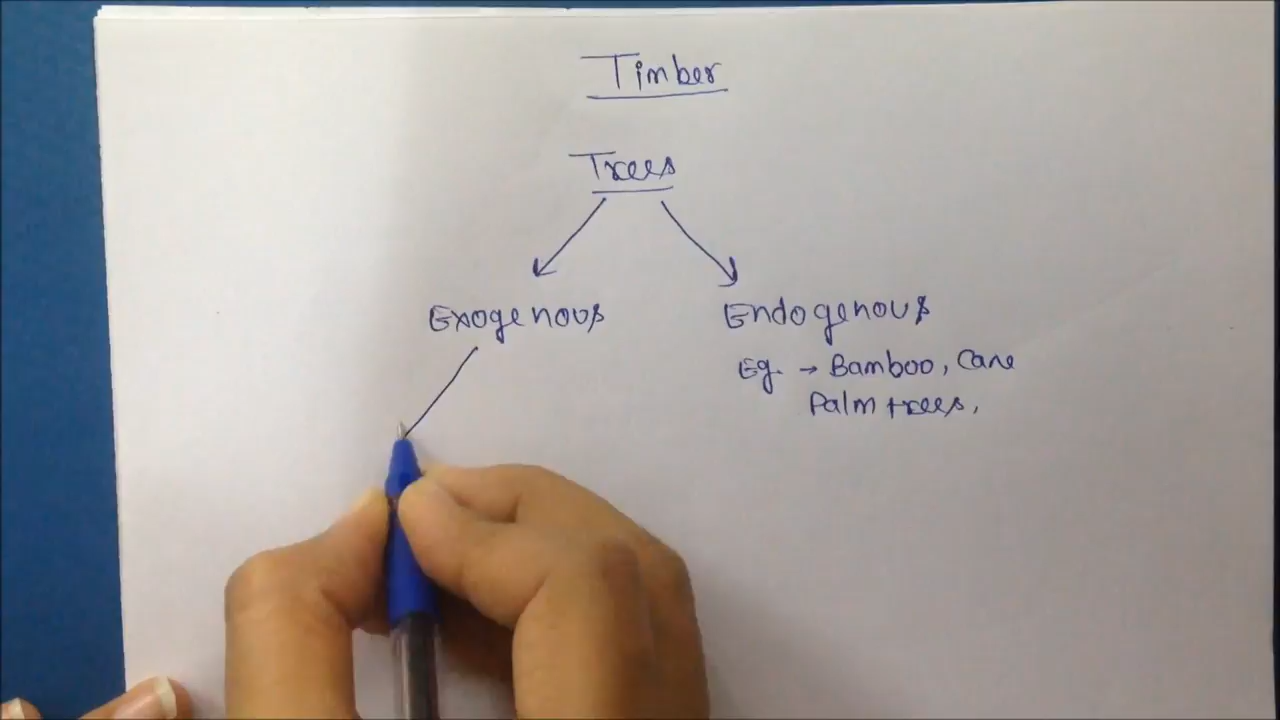 Timber
Trees
Exogenous
Endogenous
Eg. → Bamboo, Cane
Palm trees,